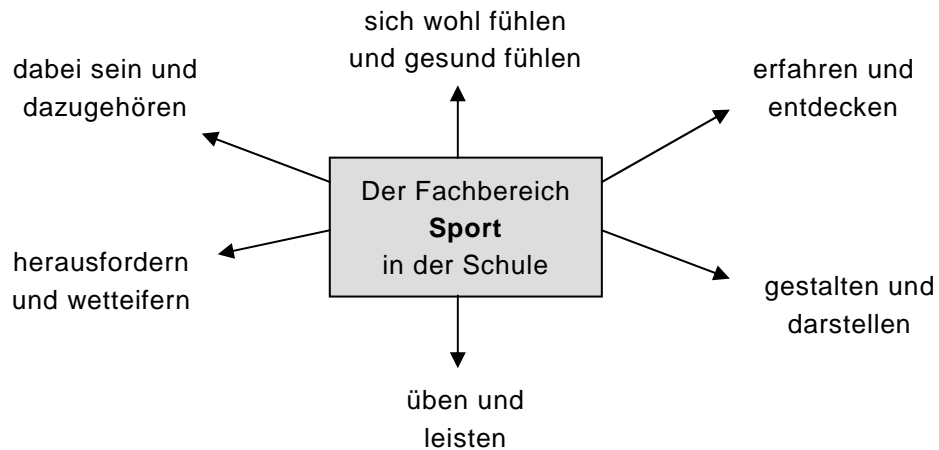 sich wohl fühlen
und gesund fühlen
dabei sein und
dazugehören
erfahren und
entdecken
Der Fachbereich
Sport
in der Schule
herausfordern
und wetteifern
gestalten und
darstellen
üben und
leisten